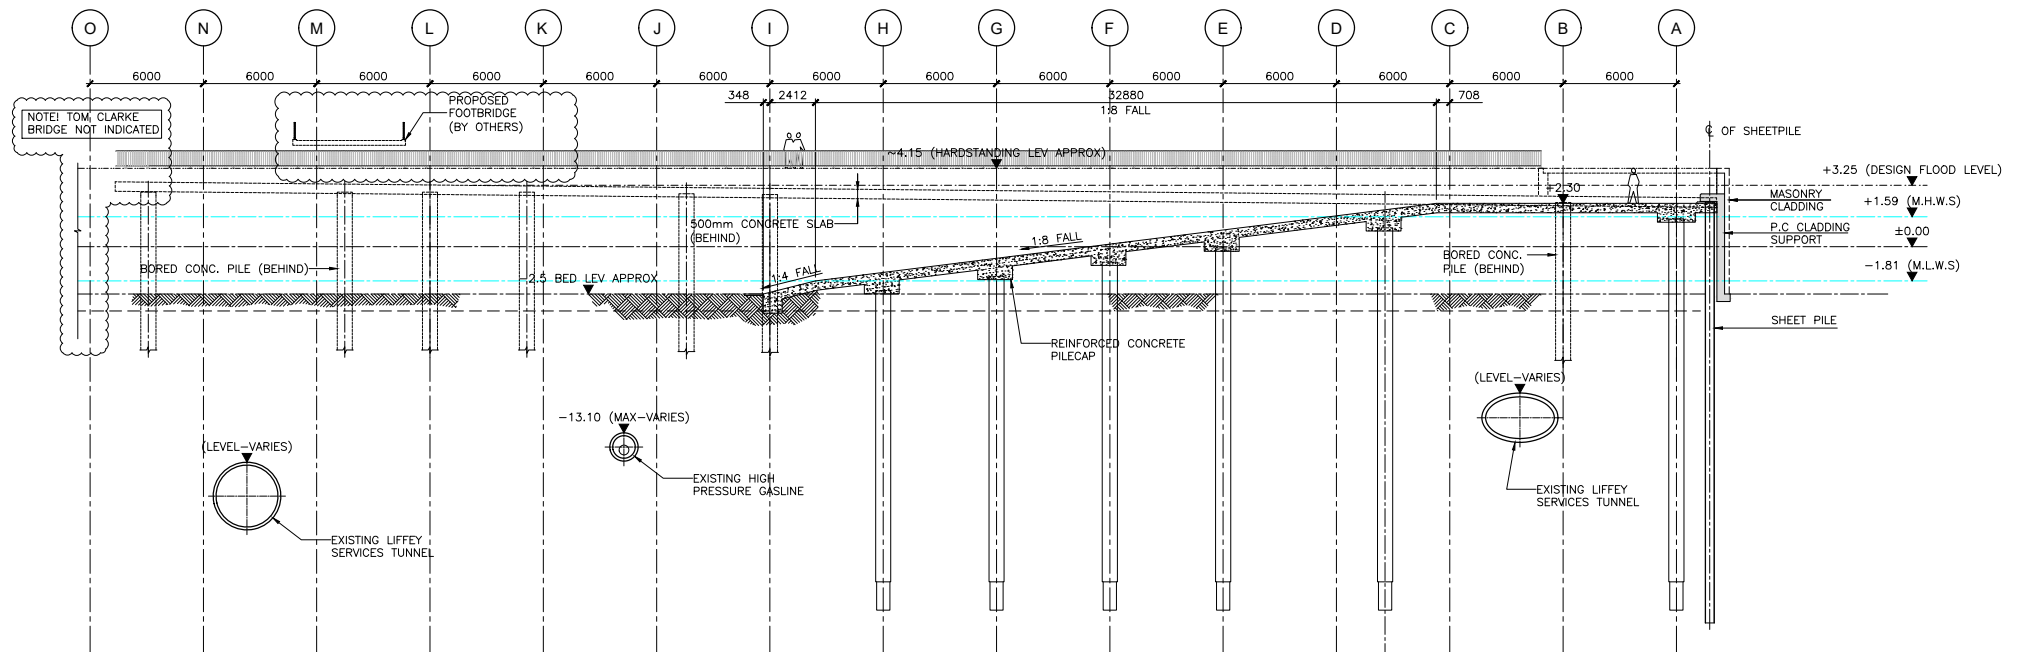 O N M L K J I H G F E D C B A
6000 6000 6000 6000 6000 6000 6000 6000 6000 6000 6000 6000 6000 6000
348 2412 32880 708
1:8 FALL
NOTE! TOM CLARKE
BRIDGE NOT INDICATED
PROPOSED
FOOTBRIDGE
(BY OTHERS)
℄ OF SHEETPILE
~4.15 (HARDSTANDING LEV APPROX)
+3.25 (DESIGN FLOOD LEVEL)
+2.30
MASONRY
CLADDING
+1.59 (M.H.W.S)
500mm CONCRETE SLAB
(BEHIND)
P.C CLADDING
SUPPORT
±0.00
1:8 FALL
BORED CONC.
PILE (BEHIND)
−1.81 (M.L.W.S)
BORED CONC. PILE (BEHIND)
1:4 FALL
−2.5 BED LEV APPROX
SHEET PILE
REINFORCED CONCRETE
PILECAP
(LEVEL−VARIES)
−13.10 (MAX−VARIES)
(LEVEL−VARIES)
EXISTING HIGH
PRESSURE GASLINE
EXISTING LIFFEY
SERVICES TUNNEL
EXISTING LIFFEY
SERVICES TUNNEL